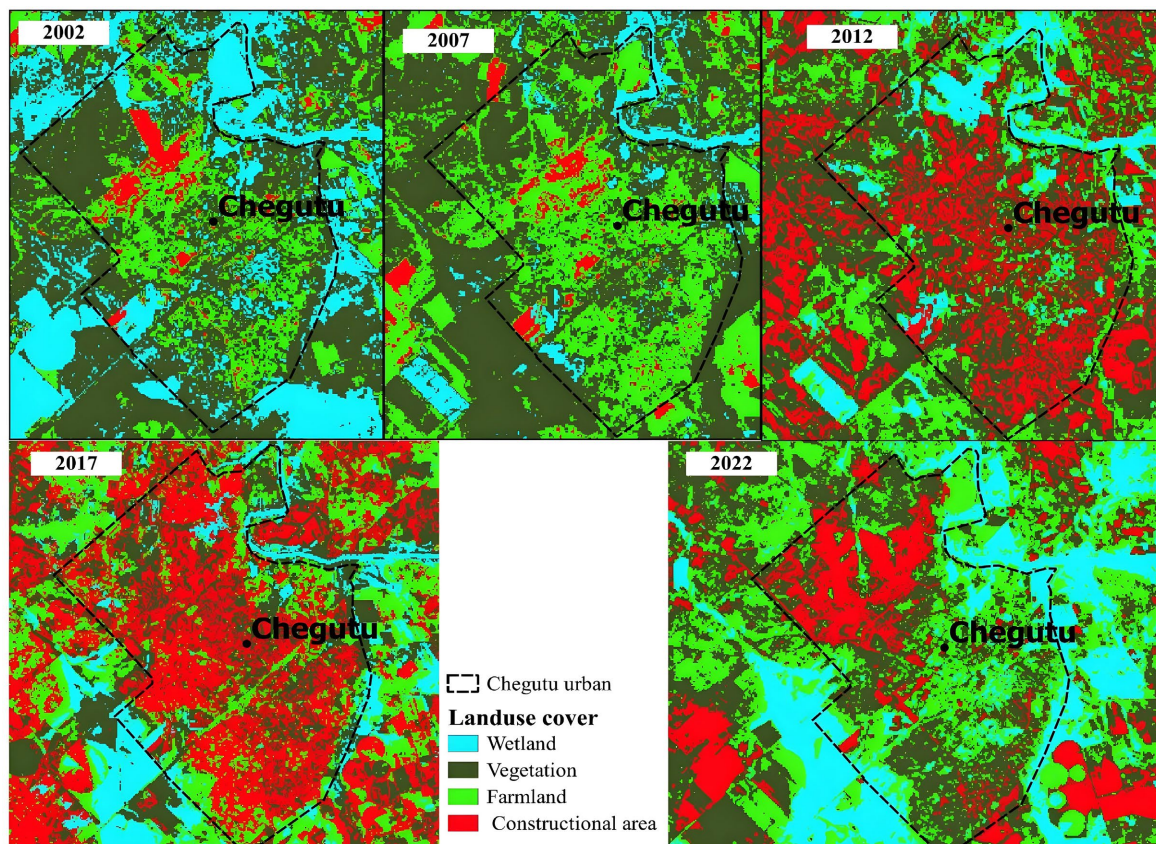 2002
2007
2012
Chegutu
Chegutu
Chegutu
2017
2022
Chegutu
Chegutu
Chegutu urban
Landuse cover
Wetland
Vegetation
Farmland
Constructional area